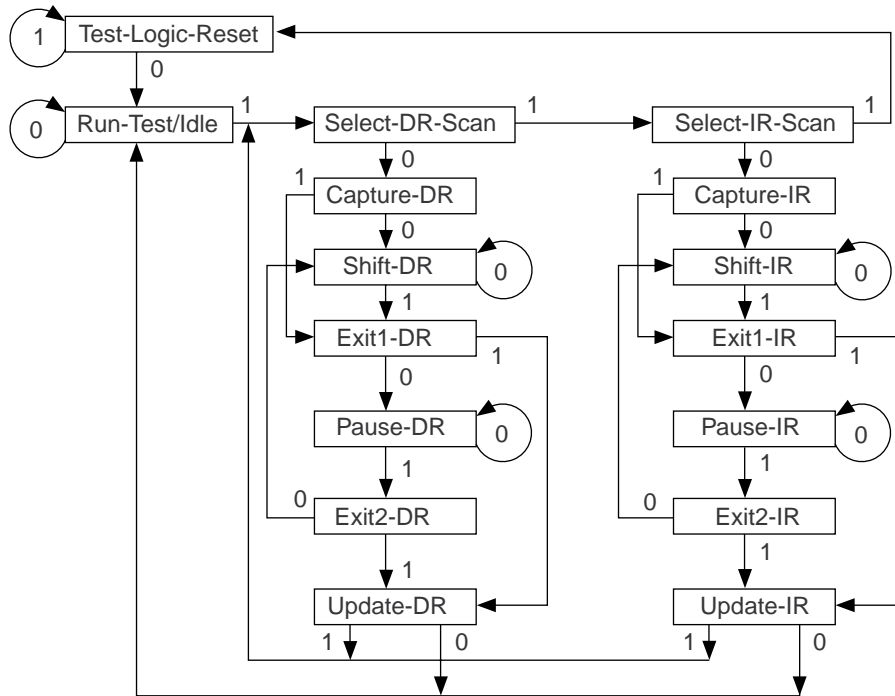 1 Test-Logic-Reset
0
0 Run-Test/Idle 1 Select-DR-Scan 1 Select-IR-Scan 1
0 0
1 1
Capture-DR Capture-IR
0 0
Shift-DR 0 Shift-IR 0
1 1
Exit1-DR 1 Exit1-IR 1
0 0
Pause-DR 0 Pause-IR 0
1 1
0 0
Exit2-DR Exit2-IR
1 1
Update-DR Update-IR
1 0 1 0